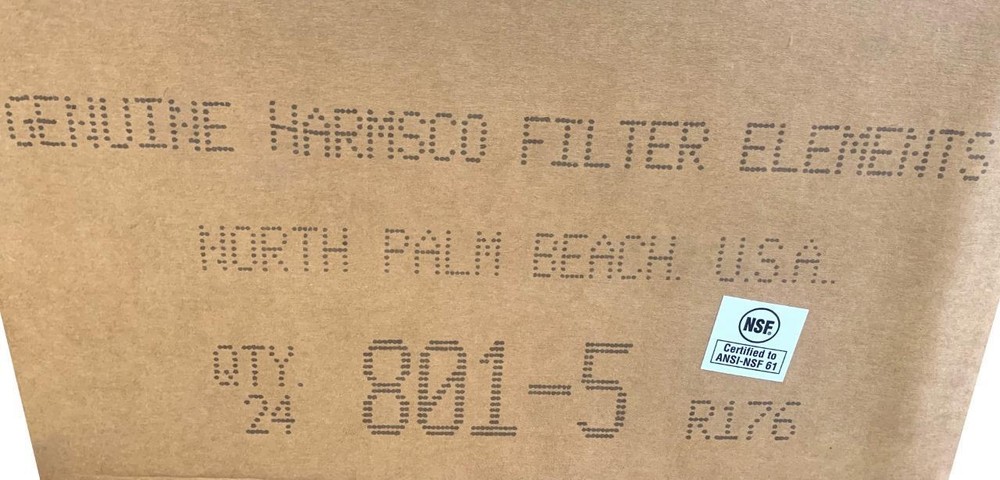 GENUINE HARMSCO FILTER ELEMENTS
NORTH PALM BEACH. U.S.A.
NSF®
Certified to
ANSI-NSF 61
QTY.
24
801-5
R176